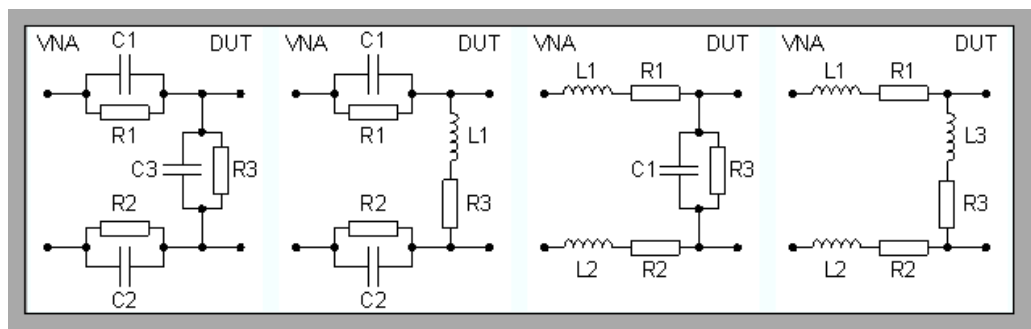 VNA C1 DUT
R1
C3 R3
R2
C2
VNA C1 DUT
R1 L1
R3
R2
C2
VNA DUT
L1 R1
C1 R3
L2 R2
VNA DUT
L1 R1
L3
R3
L2 R2